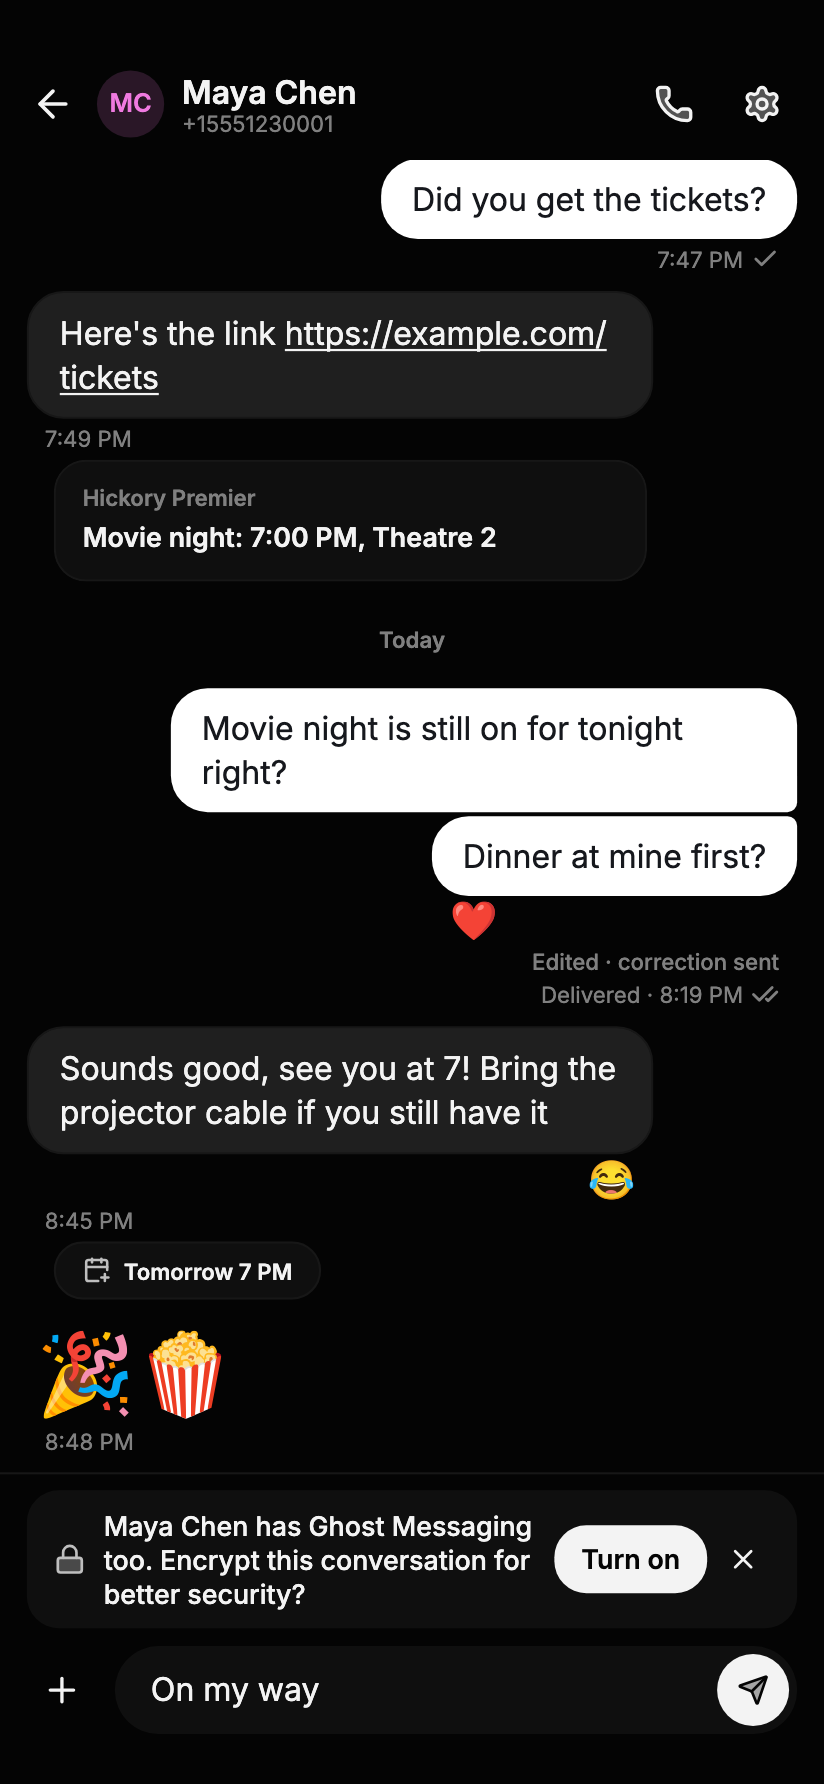 MC
Maya Chen
+15551230001
Did you get the tickets?
7:47 PM
Here's the link https://example.com/
tickets
7:49 PM
Hickory Premier
Movie night: 7:00 PM, Theatre 2
Today
Movie night is still on for tonight
right?
Dinner at mine first?
Edited · correction sent
Delivered · 8:19 PM
Sounds good, see you at 7! Bring the
projector cable if you still have it
8:45 PM
Tomorrow 7 PM
8:48 PM
Maya Chen has Ghost Messaging
too. Encrypt this conversation for
better security?
Turn on
On my way